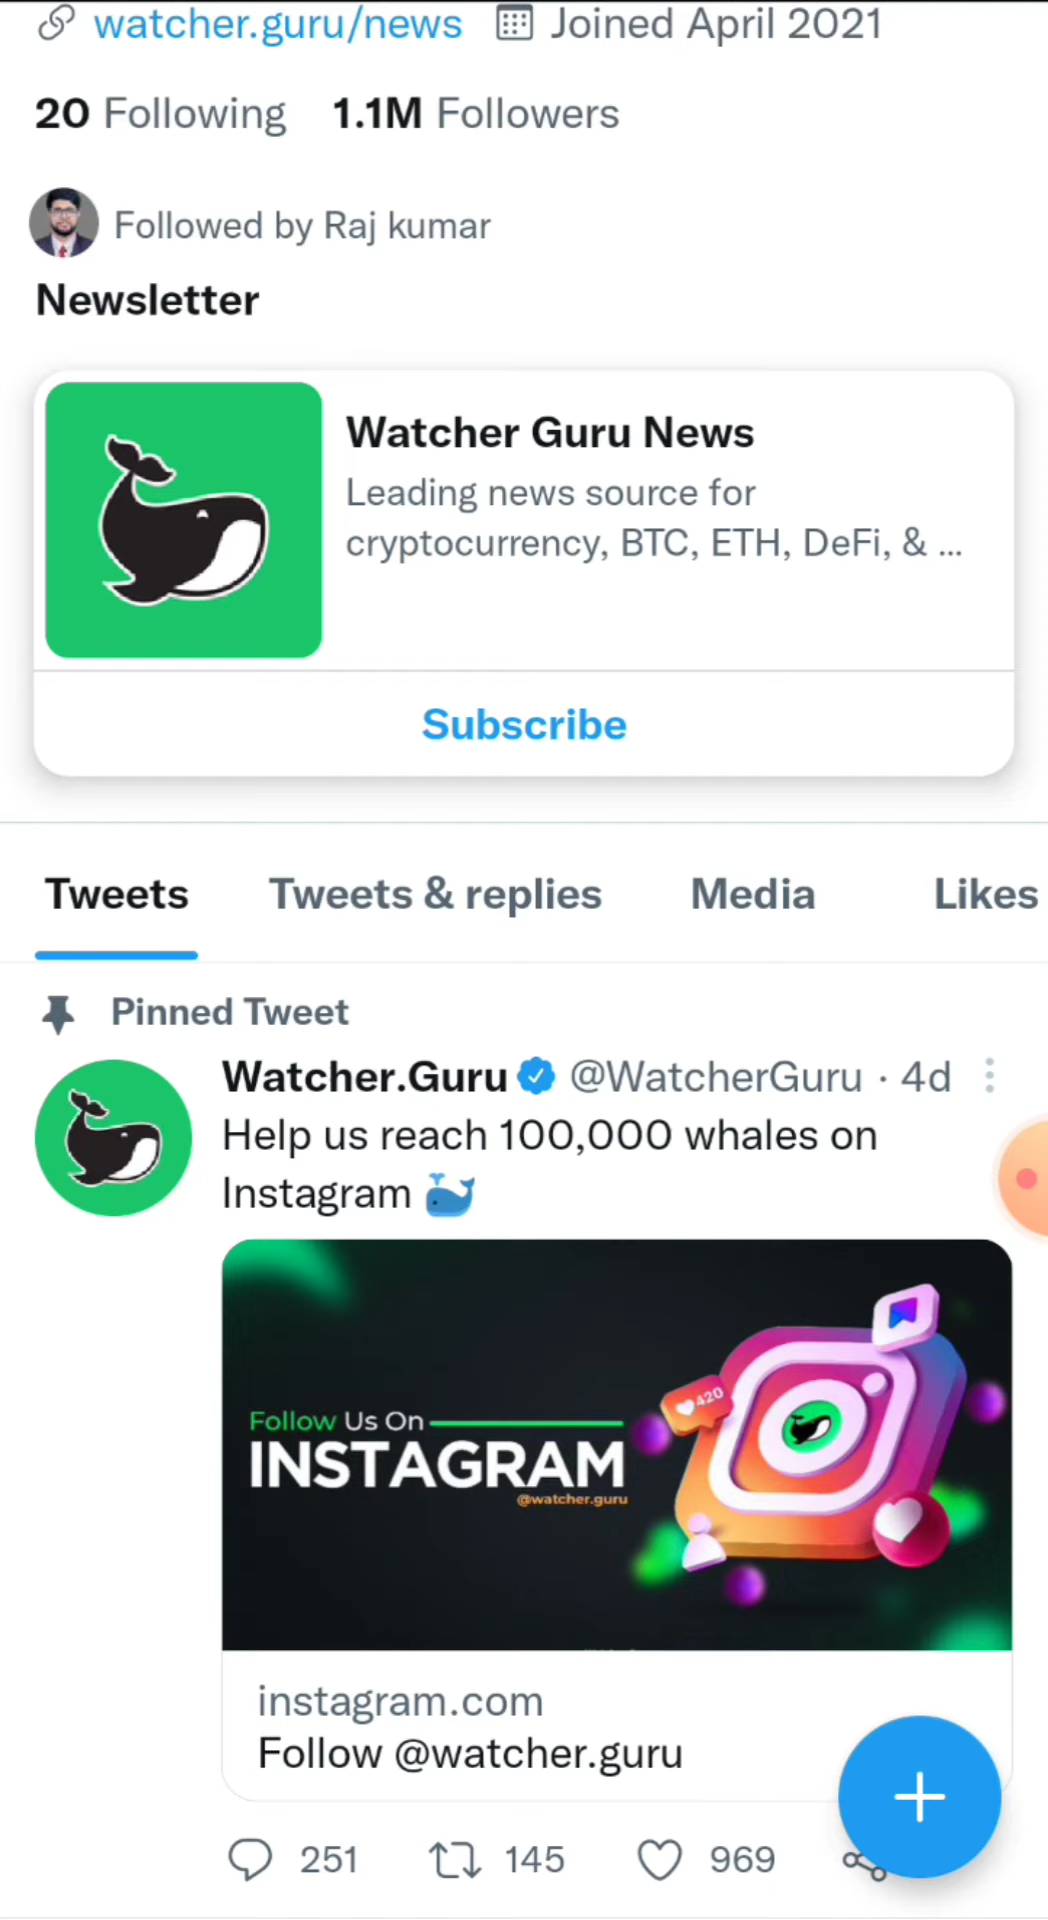 watcher.guru/news Joined April 2021
20 Following 1.1M Followers
Followed by Raj kumar
Newsletter
Watcher Guru News
Leading news source for
cryptocurrency, BTC, ETH, DeFi, & ...
Subscribe
Tweets Tweets & replies Media Likes
Pinned Tweet
Watcher.Guru @WatcherGuru · 4d
Help us reach 100,000 whales on
Instagram 🐳
Follow Us On
INSTAGRAM
@watcher.guru
420
instagram.com
Follow @watcher.guru
251 145 969